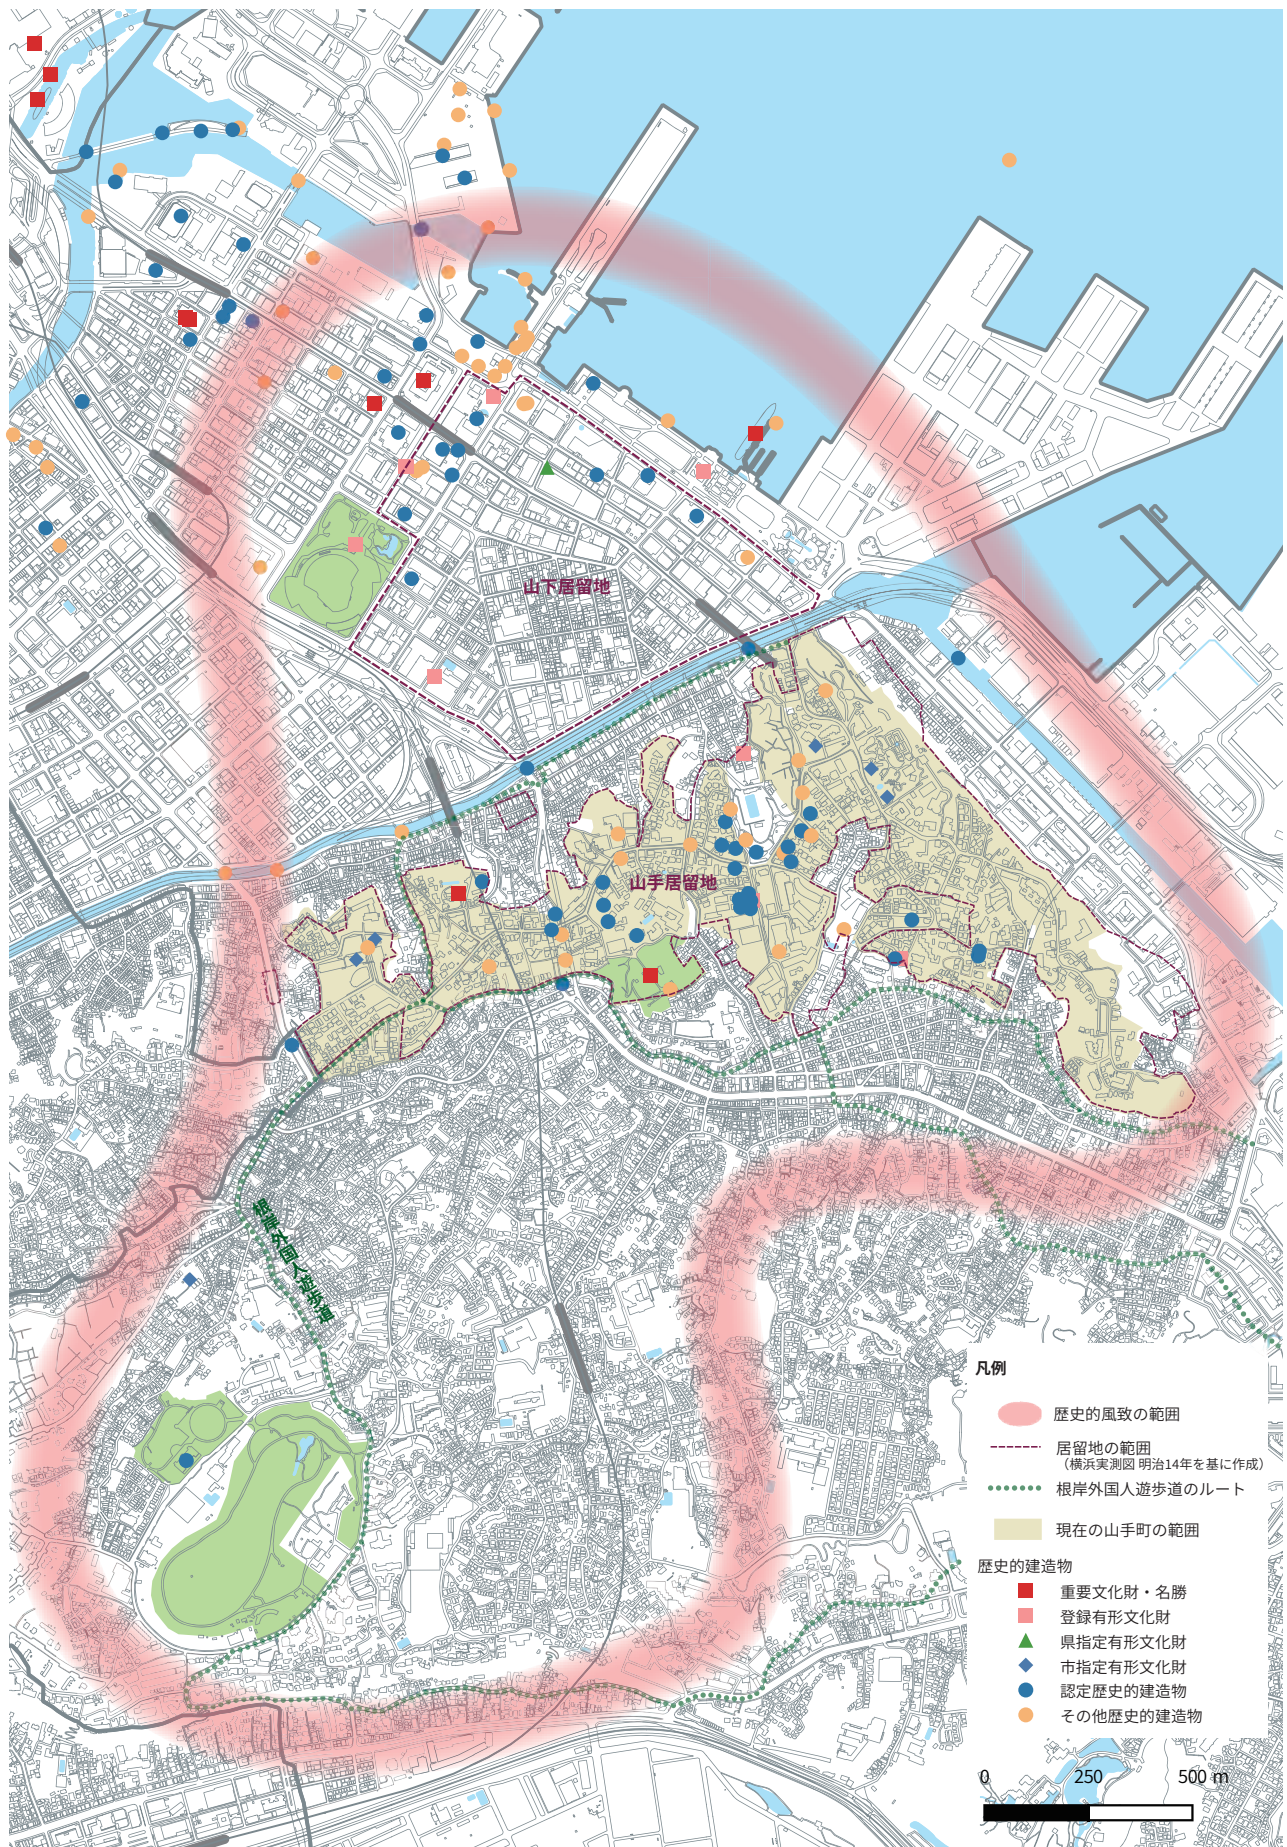 山下居留地
山手居留地
根岸外国人遊歩道
凡例
歴史的風致の範囲
居留地の範囲
（横浜実測図 明治14年を基に作成）
根岸外国人遊歩道のルート
現在の山手町の範囲
歴史的建造物
重要文化財・名勝
登録有形文化財
県指定有形文化財
市指定有形文化財
認定歴史的建造物
その他歴史的建造物
0 250 500 m